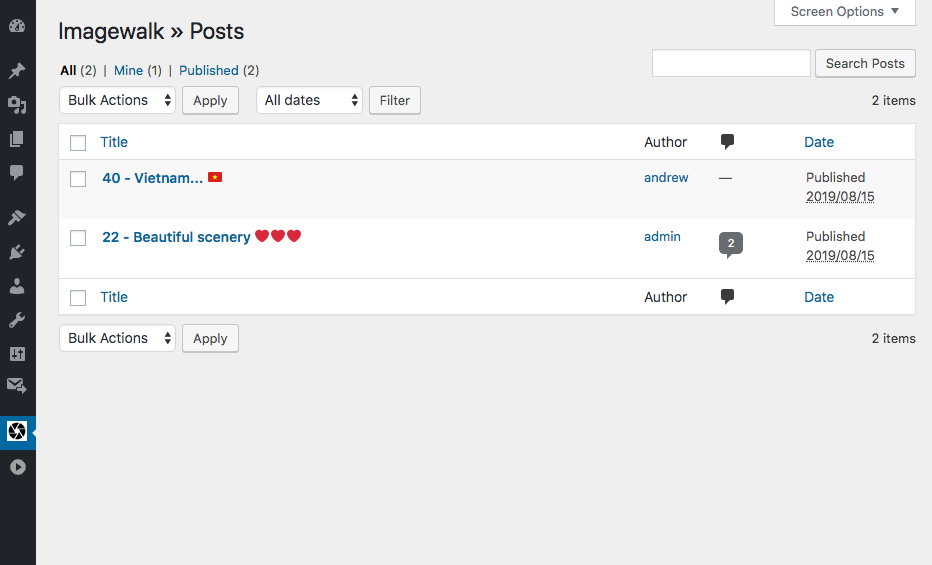 Screen Options ▼
Imagewalk » Posts
All (2) | Mine (1) | Published (2)
Search Posts
Bulk Actions Apply All dates Filter 2 items
Title Author Date
40 - Vietnam... 🇻🇳 andrew — Published
2019/08/15
22 - Beautiful scenery ❤️❤️❤️ admin 2 Published
2019/08/15
Title Author Date
Bulk Actions Apply 2 items